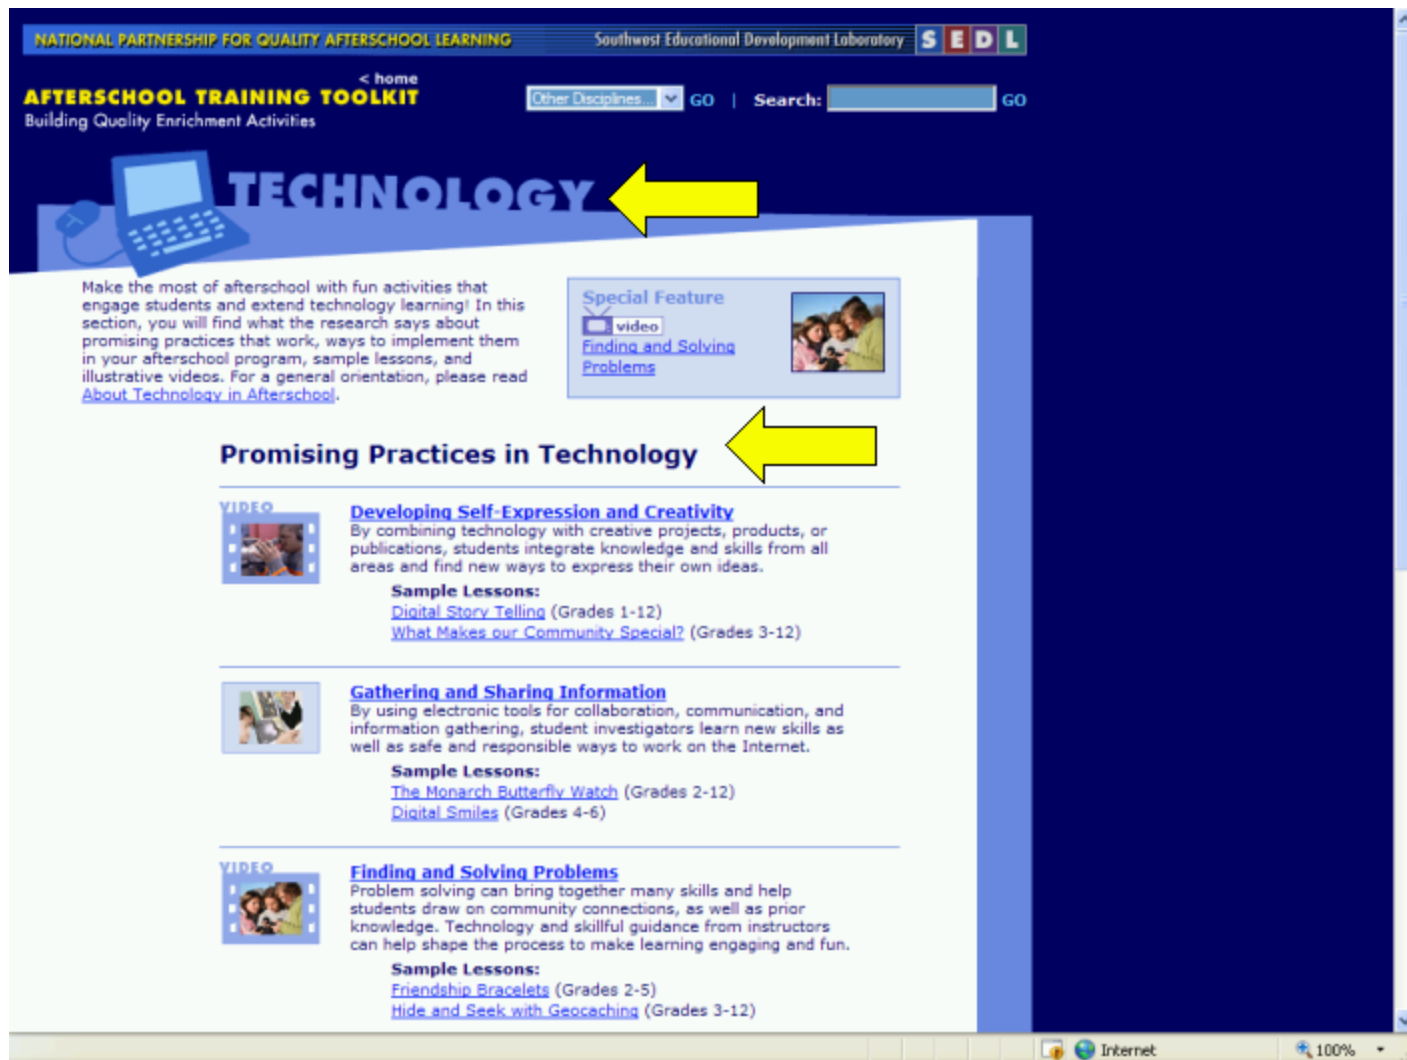 NATIONAL PARTNERSHIP FOR QUALITY AFTERSCHOOL LEARNING Southwest Educational Development Laboratory S E D L
< home
AFTERSCHOOL TRAINING TOOLKIT Other Disciplines... GO | Search: GO
Building Quality Enrichment Activities
TECHNOLOGY
Make the most of afterschool with fun activities that
engage students and extend technology learning! In this
section, you will find what the research says about
promising practices that work, ways to implement them
in your afterschool program, sample lessons, and
illustrative videos. For a general orientation, please read
About Technology in Afterschool.
Special Feature
video
Finding and Solving
Problems
Promising Practices in Technology
VIDEO
Developing Self-Expression and Creativity
By combining technology with creative projects, products, or
publications, students integrate knowledge and skills from all
areas and find new ways to express their own ideas.
Sample Lessons:
Digital Story Telling (Grades 1-12)
What Makes our Community Special? (Grades 3-12)
Gathering and Sharing Information
By using electronic tools for collaboration, communication, and
information gathering, student investigators learn new skills as
well as safe and responsible ways to work on the Internet.
Sample Lessons:
The Monarch Butterfly Watch (Grades 2-12)
Digital Smiles (Grades 4-6)
VIDEO
Finding and Solving Problems
Problem solving can bring together many skills and help
students draw on community connections, as well as prior
knowledge. Technology and skillful guidance from instructors
can help shape the process to make learning engaging and fun.
Sample Lessons:
Friendship Bracelets (Grades 2-5)
Hide and Seek with Geocaching (Grades 3-12)
Internet 100%